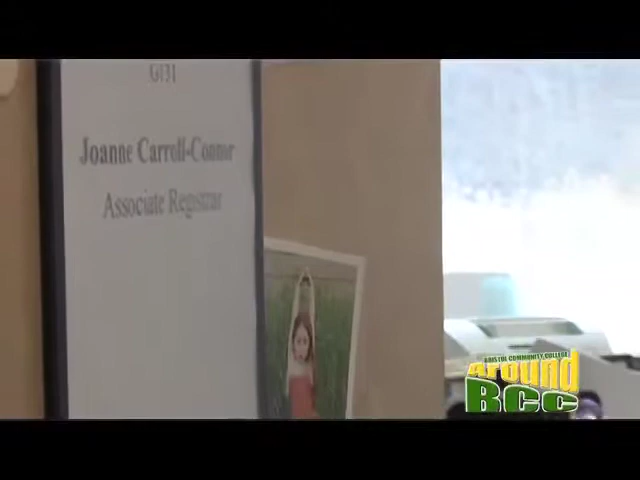 G131
Joanne Carroll-Connor
Associate Registrar
BRISTOL COMMUNITY COLLEGE
Around
BCC